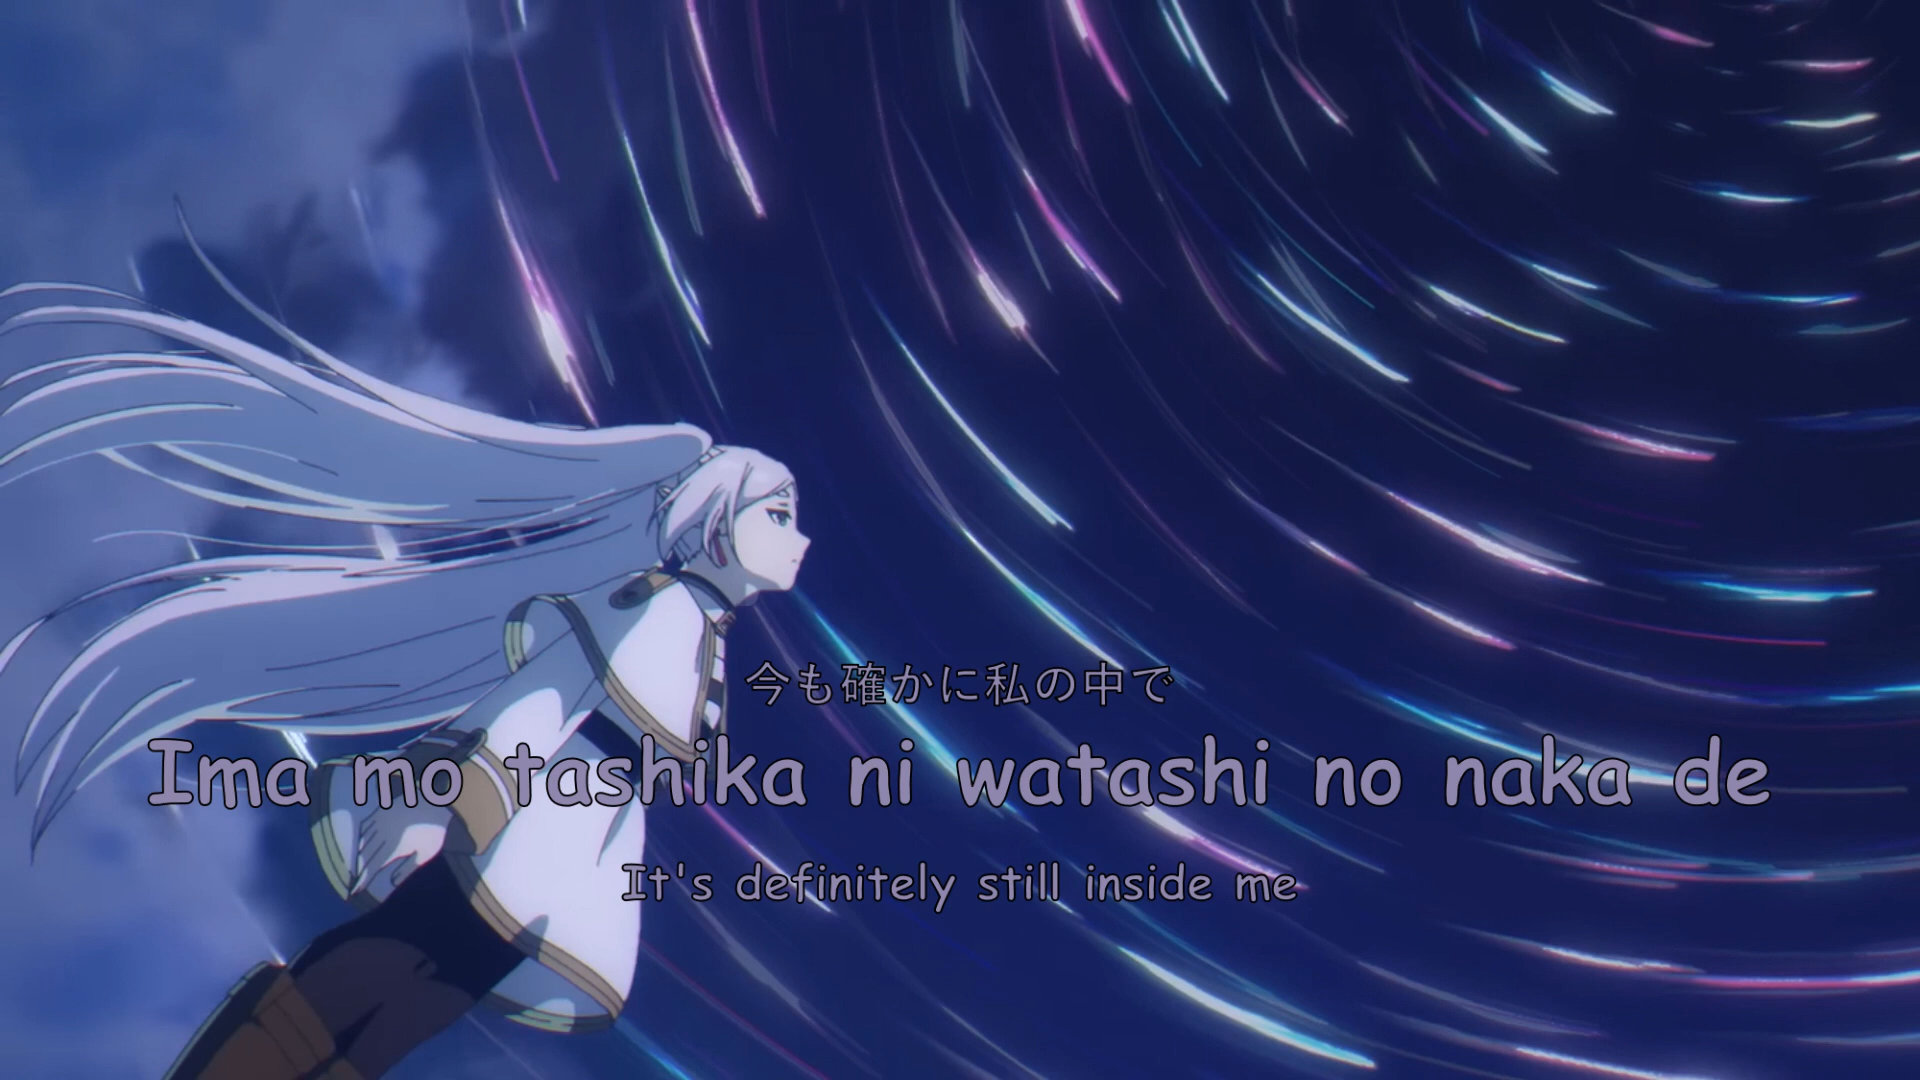 今も確かに私の中で
Ima mo tashika ni watashi no naka de
It's definitely still inside me